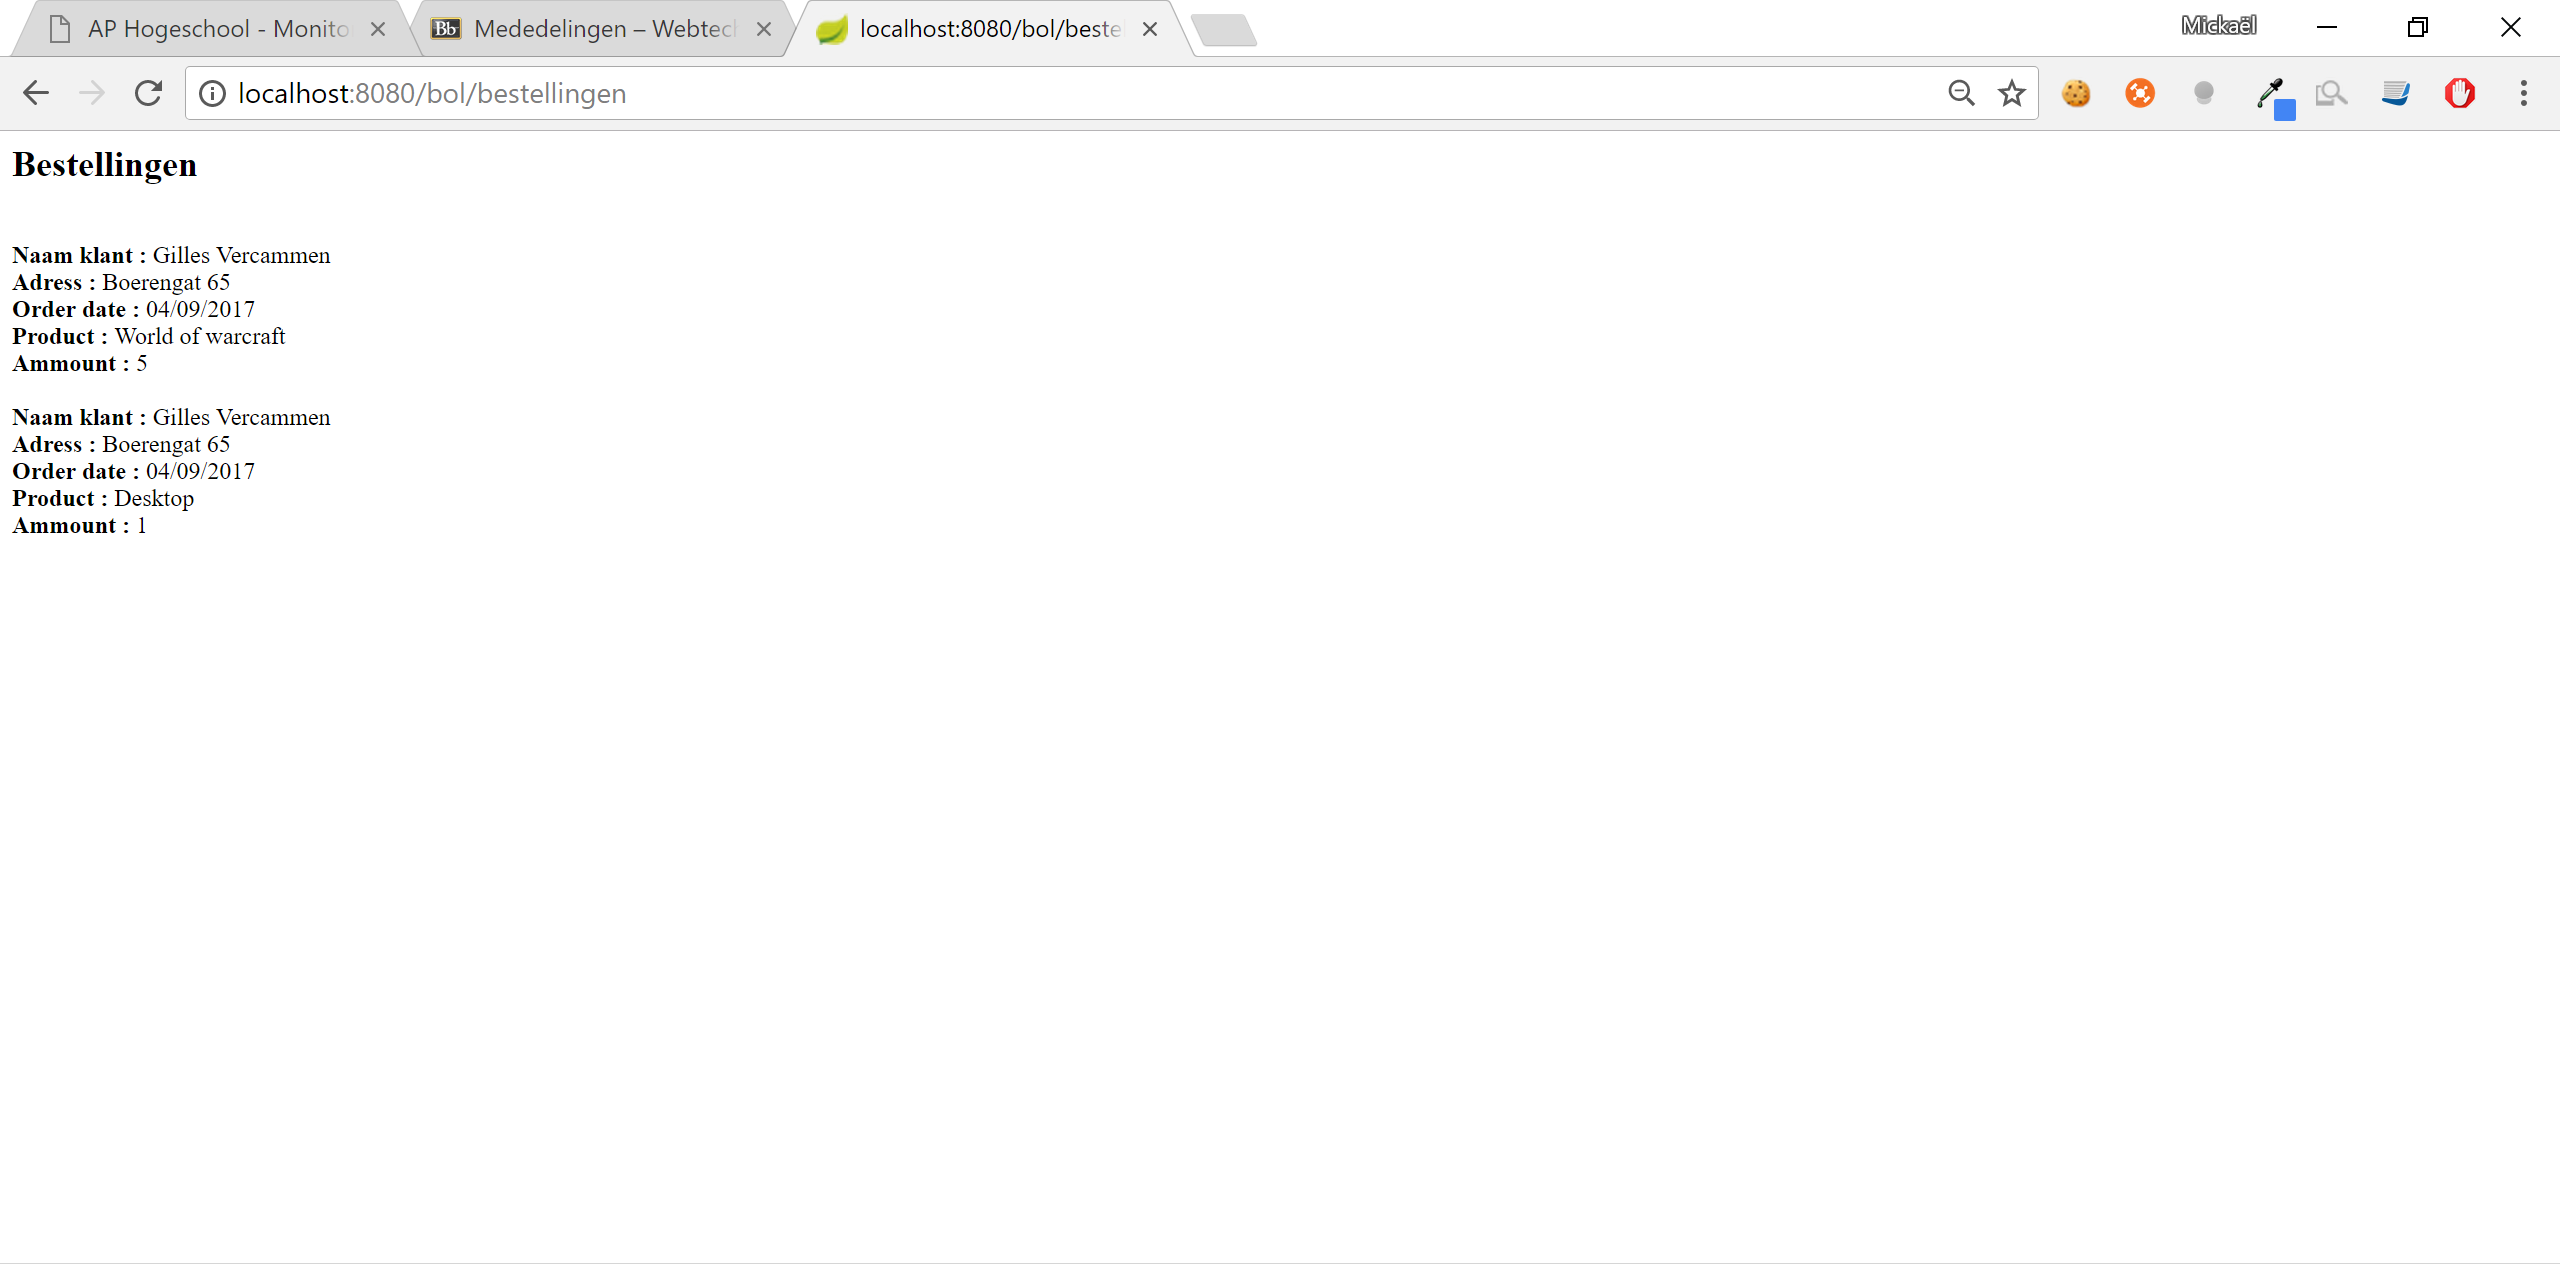 AP Hogeschool - Monito
Mededelingen – Webtech
localhost:8080/bol/beste
Mickaël
localhost:8080/bol/bestellingen
Bestellingen
Naam klant : Gilles Vercammen
Adress : Boerengat 65
Order date : 04/09/2017
Product : World of warcraft
Ammount : 5
Naam klant : Gilles Vercammen
Adress : Boerengat 65
Order date : 04/09/2017
Product : Desktop
Ammount : 1